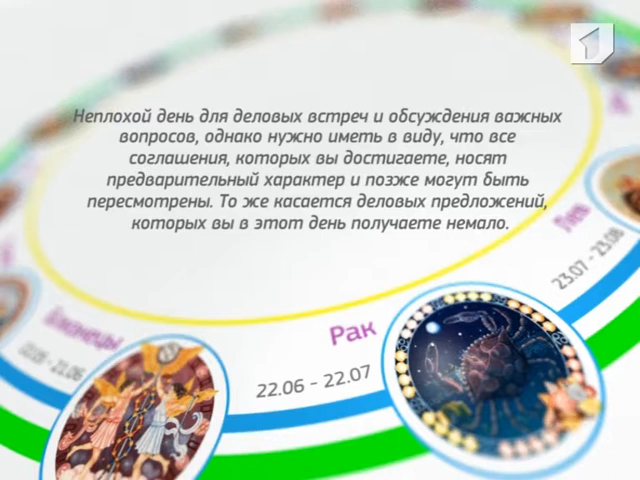 Неплохой день для деловых встреч и обсуждения важных
вопросов, однако нужно иметь в виду, что все
соглашения, которых вы достигаете, носят
предварительный характер и позже могут быть
пересмотрены. То же касается деловых предложений,
которых вы в этот день получаете немало.
Лев
23.07 - 23.08
Рак
22.06 - 22.07
Близнецы